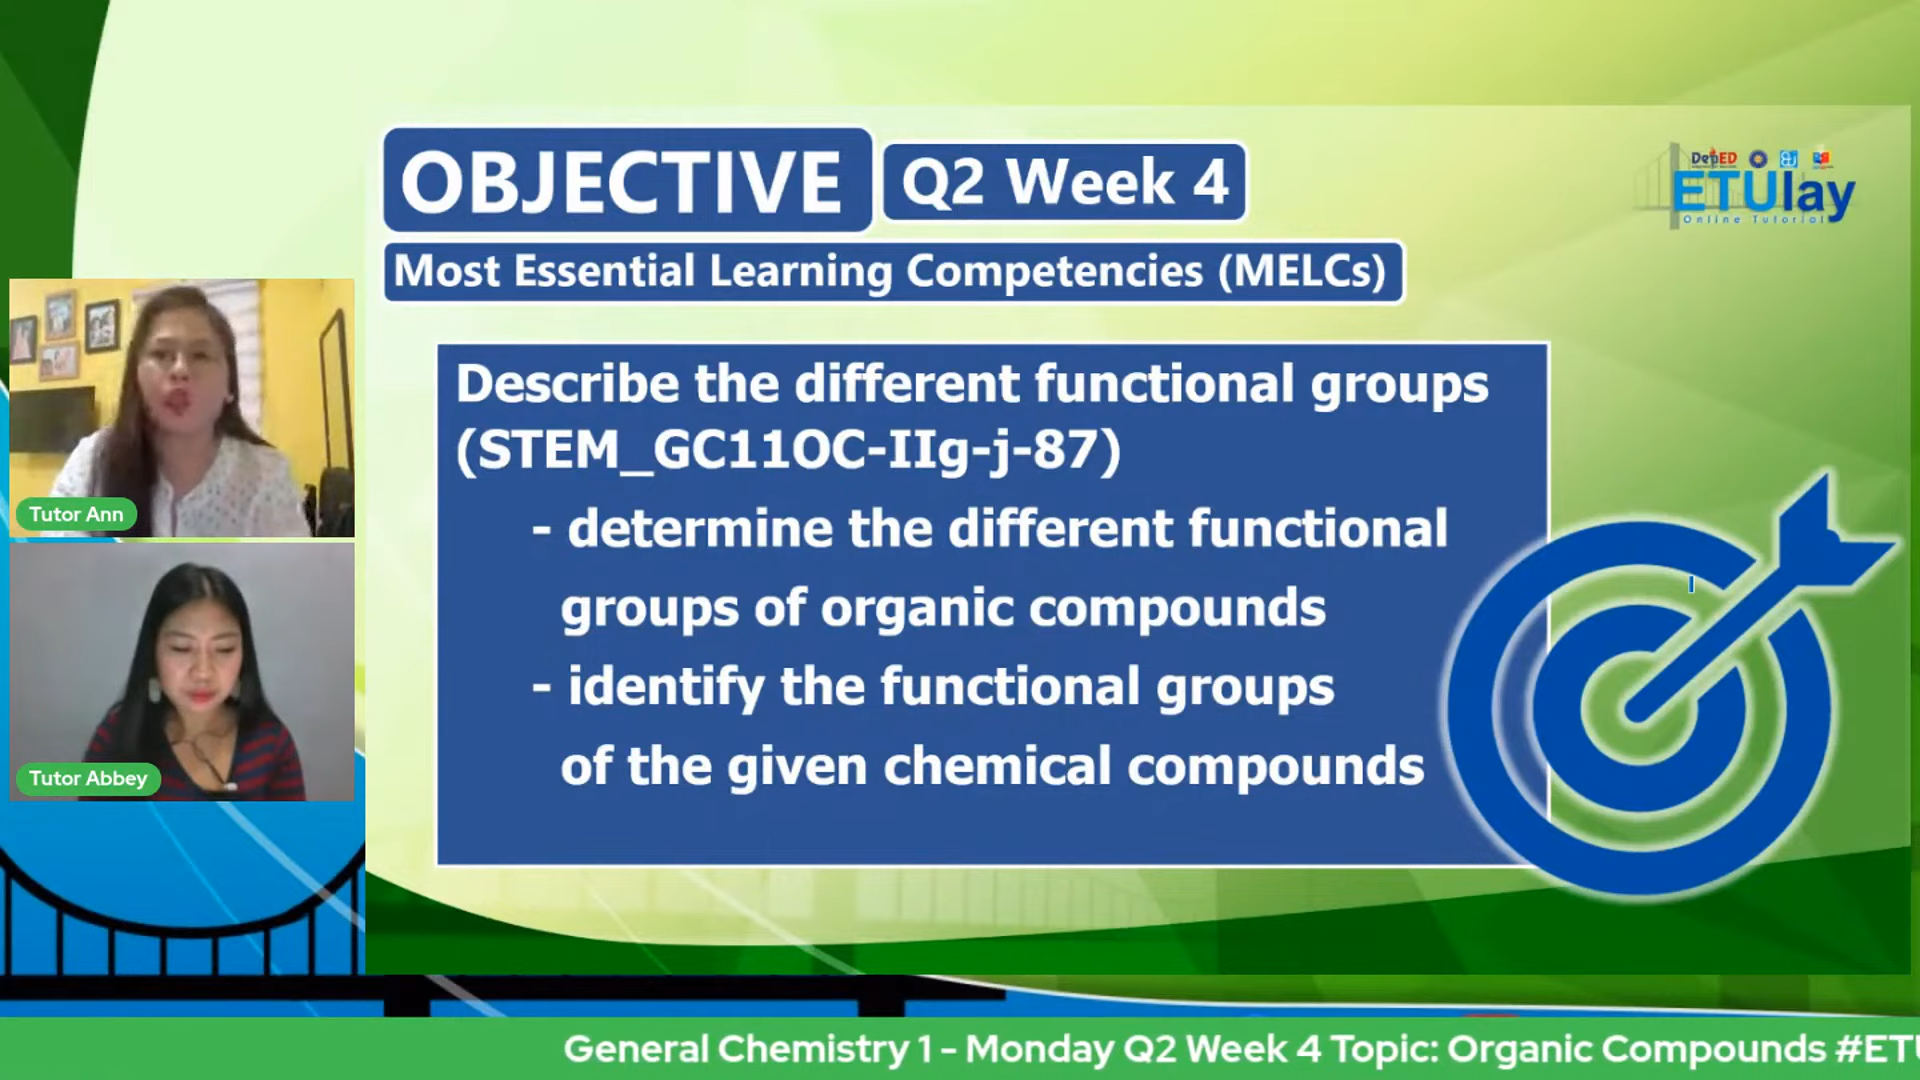 OBJECTIVE
Q2 Week 4
Most Essential Learning Competencies (MELCs)
DepED
ETUlay
Online Tutorial
Describe the different functional groups
(STEM_GC11OC-IIg-j-87)
- determine the different functional
groups of organic compounds
- identify the functional groups
of the given chemical compounds
Tutor Ann
Tutor Abbey
General Chemistry 1 - Monday Q2 Week 4 Topic: Organic Compounds #ETU